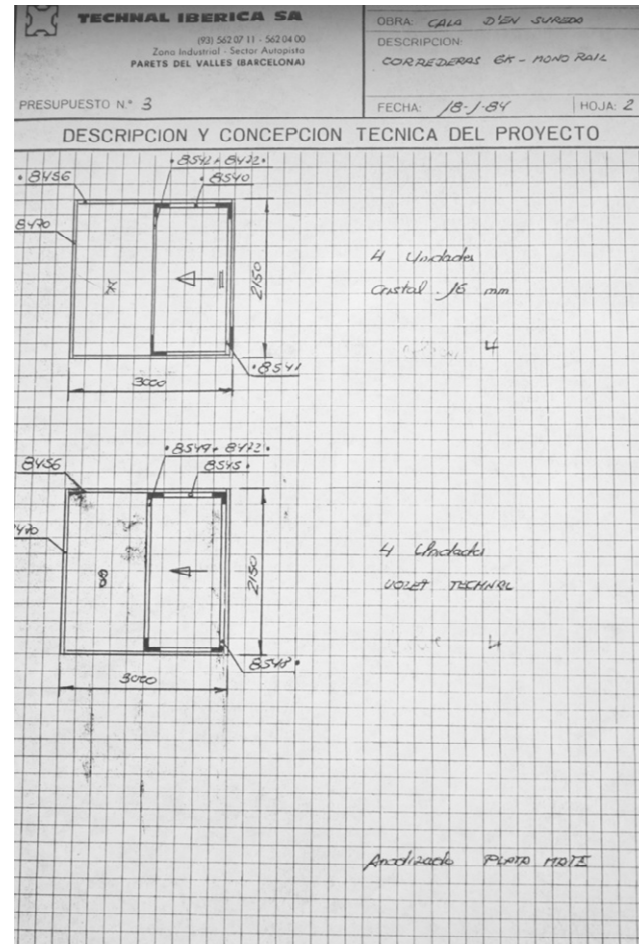 TECHNAL IBERICA SA
(93) 562 07 11 - 562 04 00
Zona Industrial - Sector Autopista
PARETS DEL VALLES (BARCELONA)
PRESUPUESTO N.° 3
OBRA: CALA D'EN SUREDA
DESCRIPCION:
CORREDERAS GK - MONO RAIL
FECHA: 18-1-84
HOJA: 2
DESCRIPCION Y CONCEPCION TECNICA DEL PROYECTO
8542 + 8472
8456
8540
8470
2150
3000
8541
4 Unidades
Cristal 16 mm
4
8549 + 8472
8456
8545
470
2150
3000
8548
4 Unidades
VOLET TECHNAL
4
Anodizado PLATA MATE